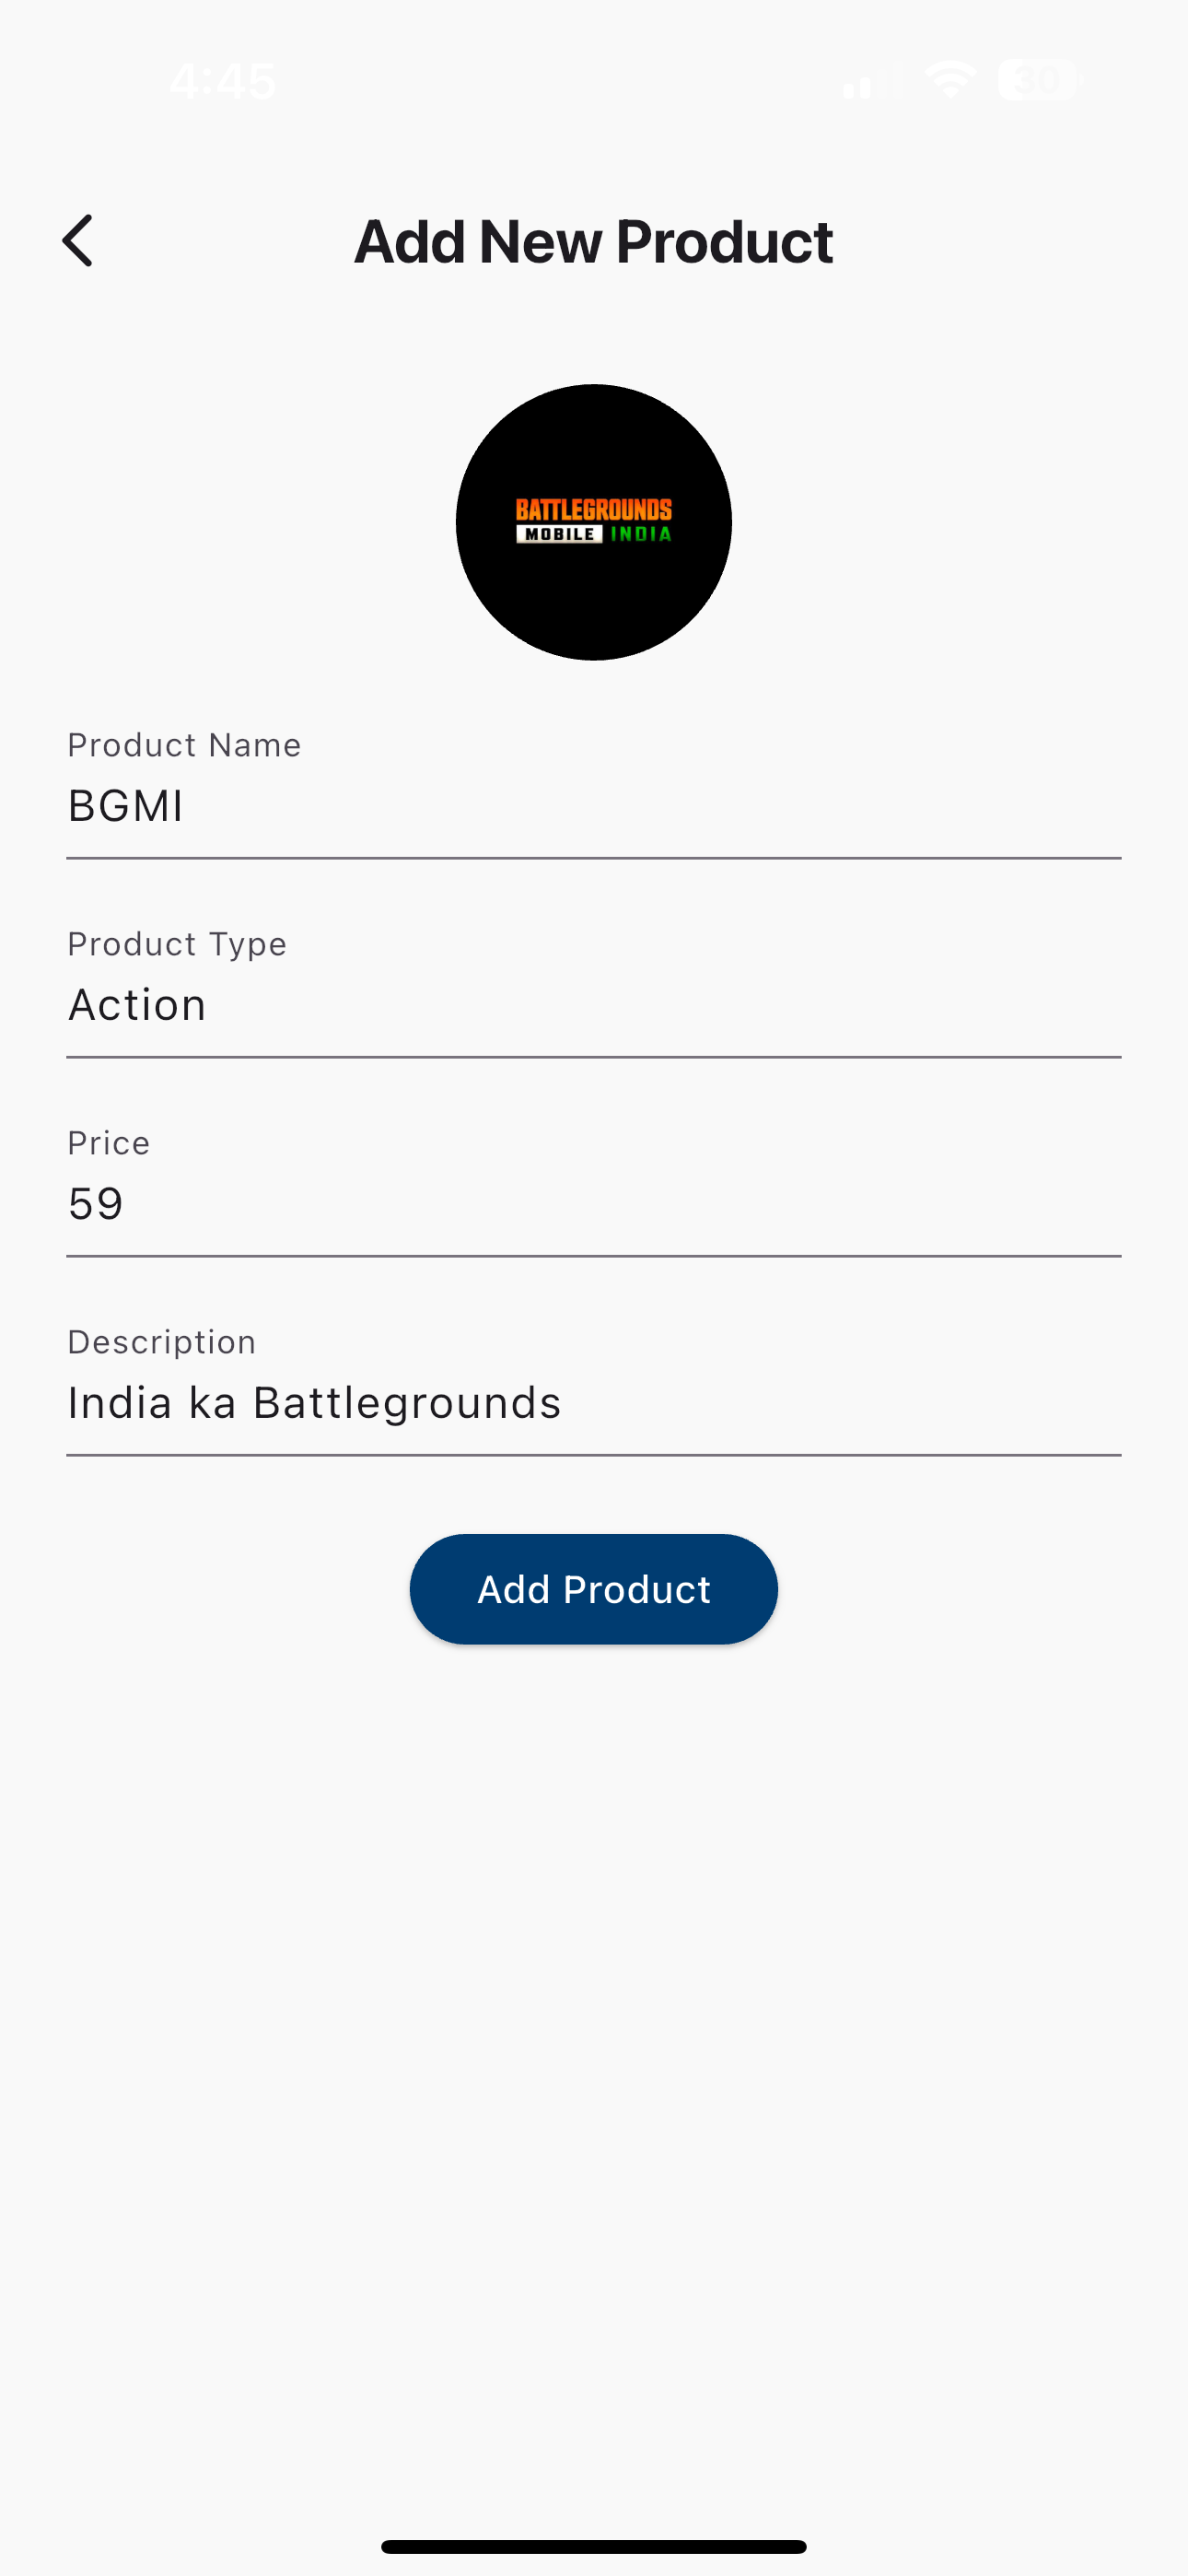 4:45
30
Add New Product
BATTLEGROUNDS
MOBILE INDIA
Product Name
BGMI
Product Type
Action
Price
59
Description
India ka Battlegrounds
Add Product